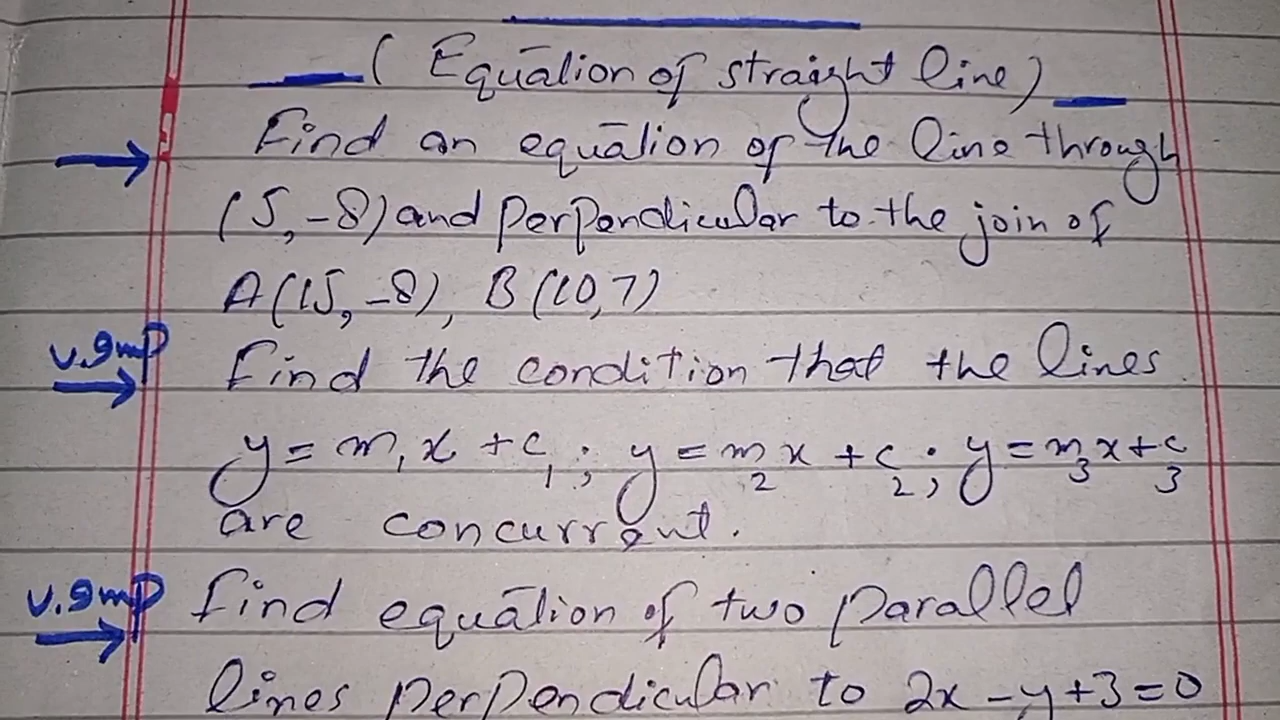 ( Equation of straight line )
Find an equation of the line through
(5, -8) and perpendicular to the join of
A(15, -8), B(10, 7)
v.Imp
Find the condition that the lines
y = m₁x + c₁ ; y = m₂x + c₂ ; y = m₃x + c₃
are concurrent.
v.Imp
find equation of two parallel
lines perpendicular to 2x - y + 3 = 0